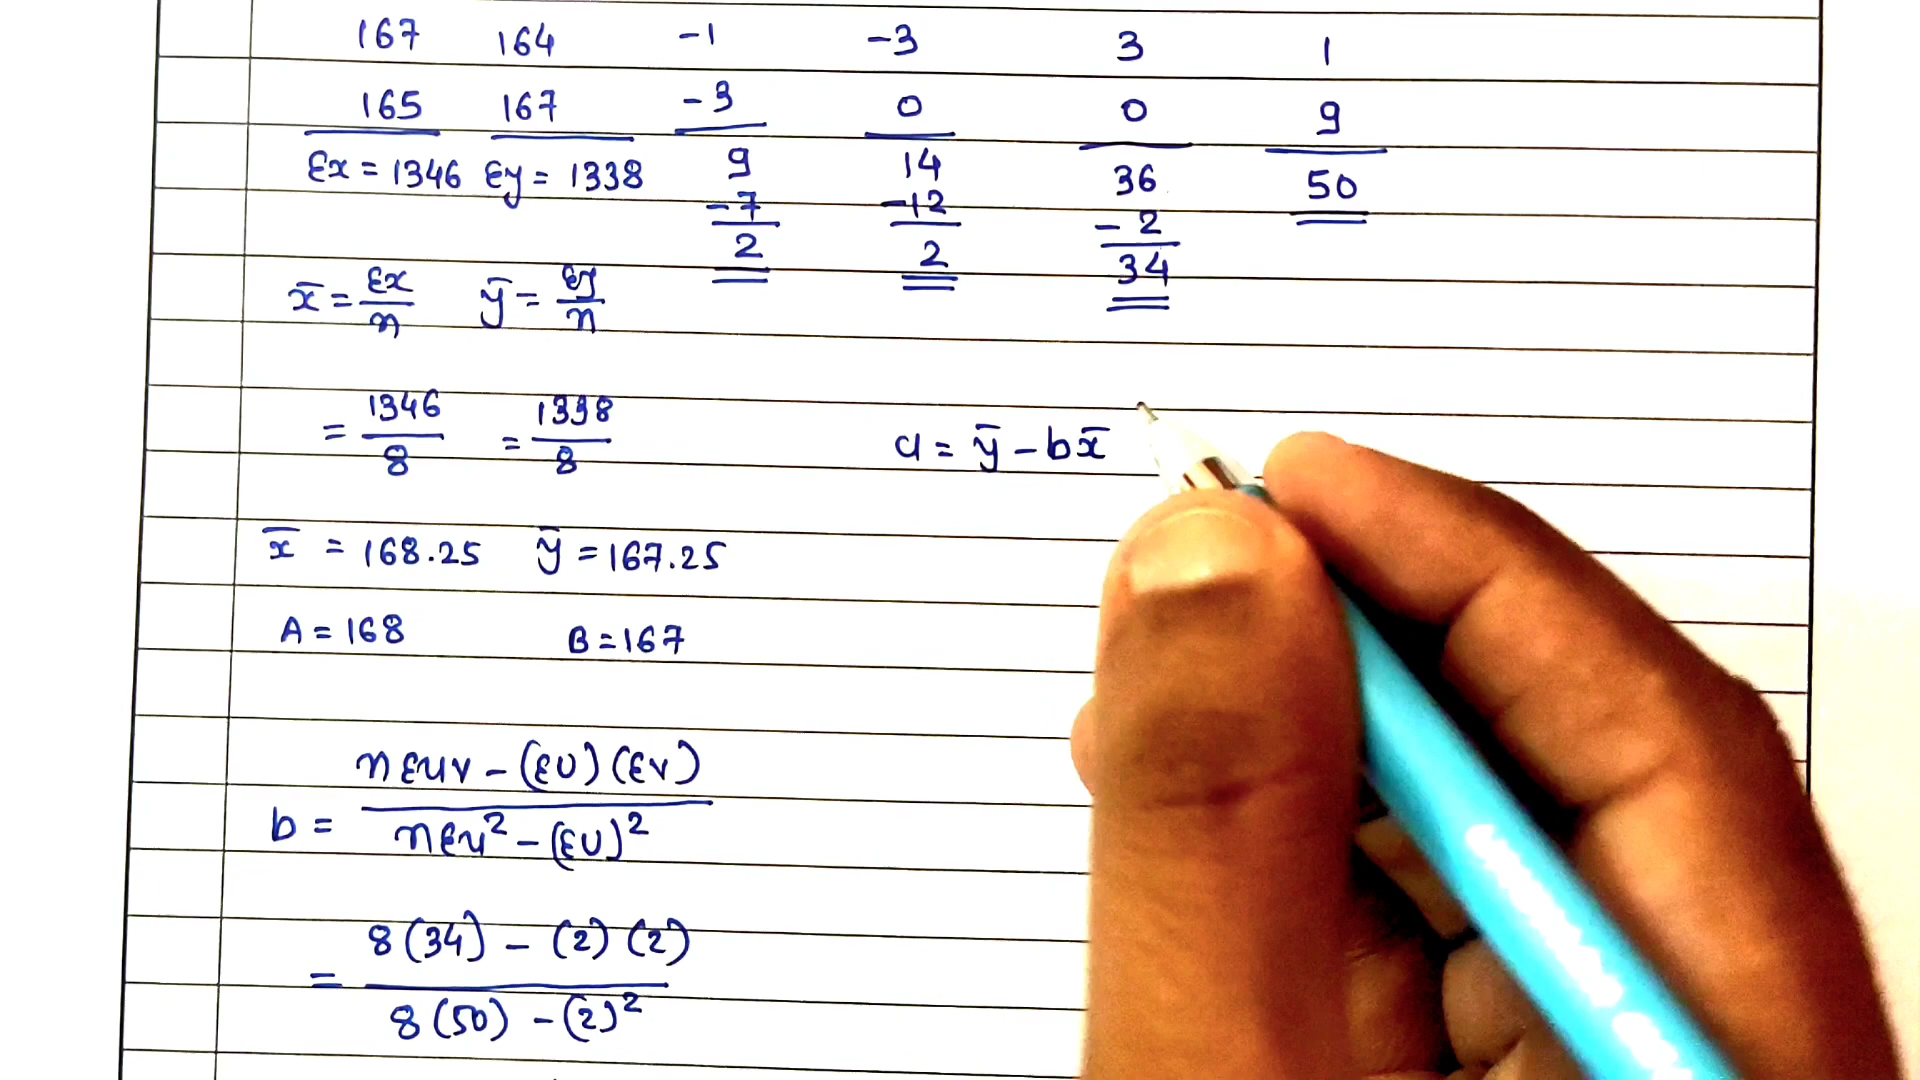 167 164 -1 -3 3 1
165 167 -3 0 0 9
Σx = 1346 Σy = 1338 9 14 36 50
-7 -12 -2
2 2 34
x̄ = Σx/n ȳ = Σy/n
= 1346/8 = 1338/8 a = ȳ - bx̄
x̄ = 168.25 ȳ = 167.25
A = 168 B = 167
b = nΣuv - (Σu)(Σv) / nΣu² - (Σu)²
= 8(34) - (2)(2) / 8(50) - (2)²